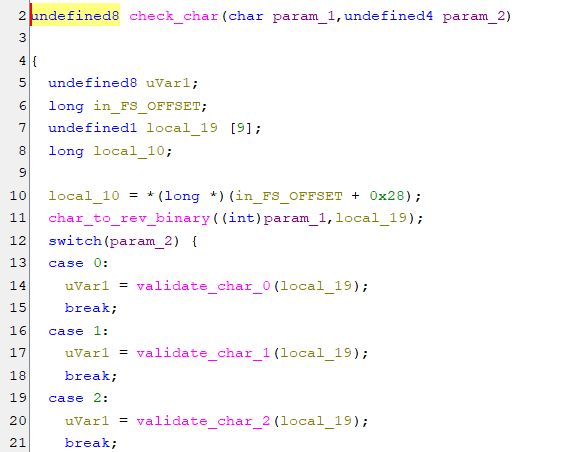 2 undefined8 check_char(char param_1,undefined4 param_2)
3
4 {
5 undefined8 uVar1;
6 long in_FS_OFFSET;
7 undefined1 local_19 [9];
8 long local_10;
9
10 local_10 = *(long *)(in_FS_OFFSET + 0x28);
11 char_to_rev_binary((int)param_1,local_19);
12 switch(param_2) {
13 case 0:
14 uVar1 = validate_char_0(local_19);
15 break;
16 case 1:
17 uVar1 = validate_char_1(local_19);
18 break;
19 case 2:
20 uVar1 = validate_char_2(local_19);
21 break;